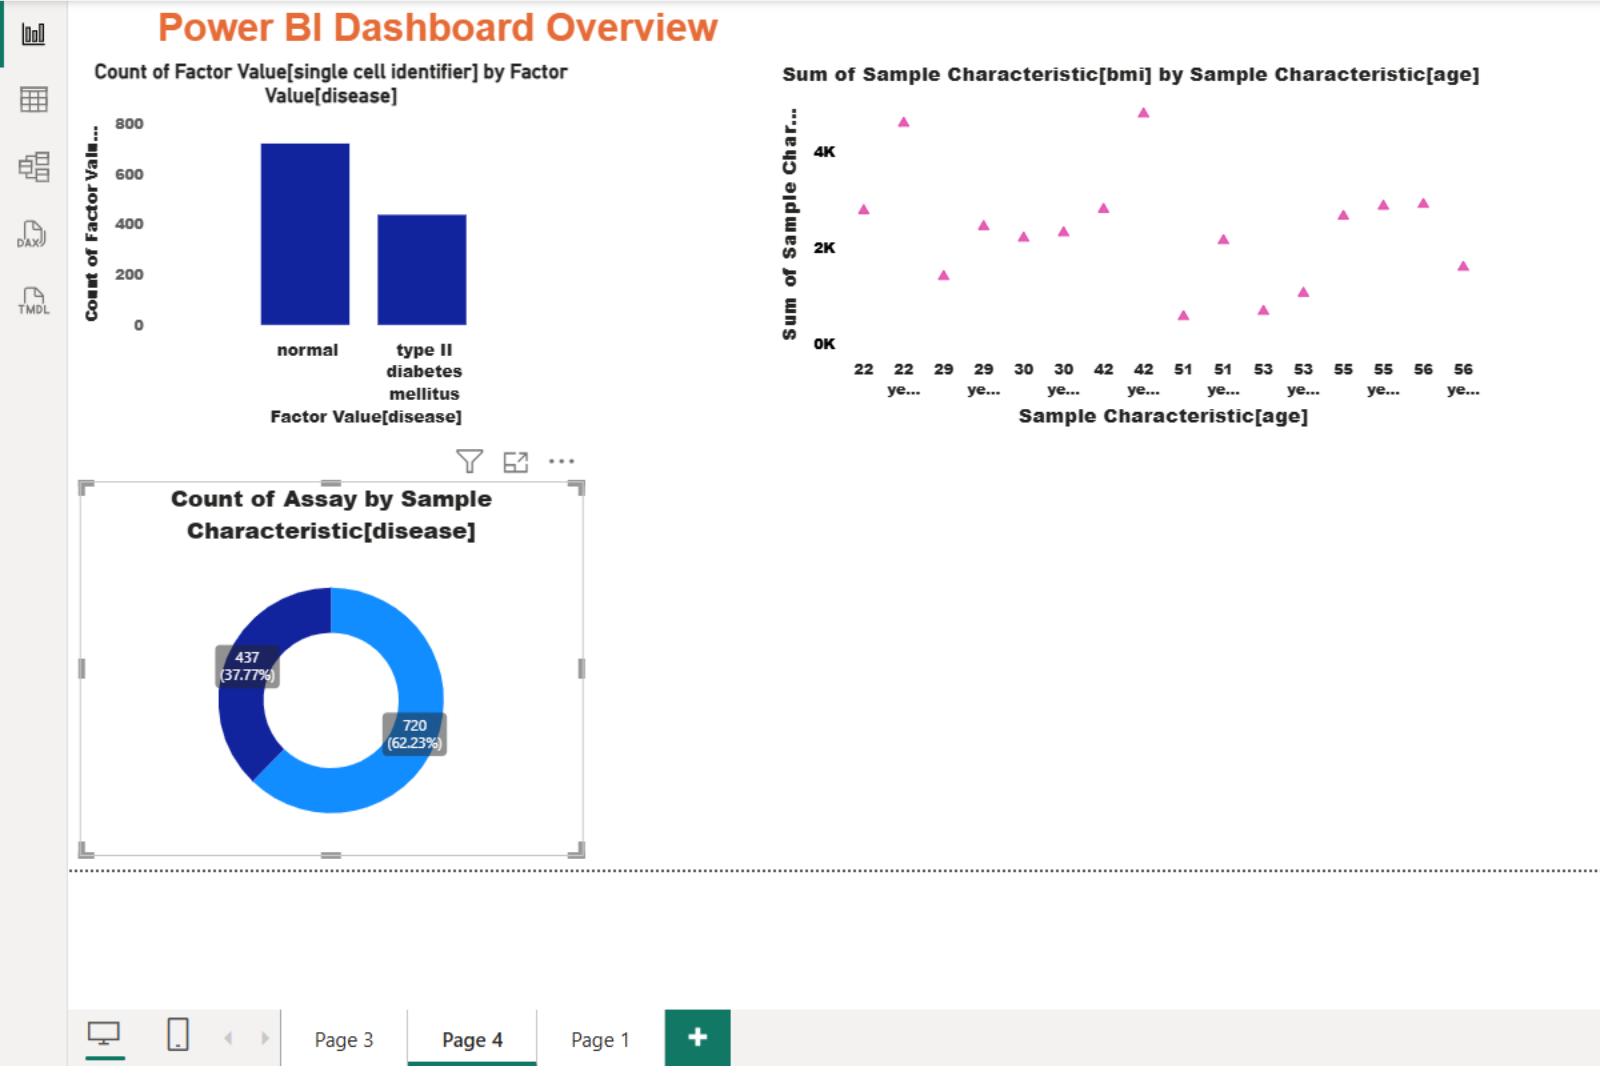 Power BI Dashboard Overview
Count of Factor Value[single cell identifier] by Factor
Value[disease]
Count of Factor Valu...
800
600
400
200
0
normal
type II
diabetes
mellitus
Factor Value[disease]
Sum of Sample Characteristic[bmi] by Sample Characteristic[age]
Sum of Sample Char...
4K
2K
0K
22 22 29 29 30 30 42 42 51 51 53 53 55 55 56 56
ye... ye... ye... ye... ye... ye... ye... ye...
Sample Characteristic[age]
DAX
TMDL
Count of Assay by Sample
Characteristic[disease]
437
(37.77%)
720
(62.23%)
Page 3
Page 4
Page 1